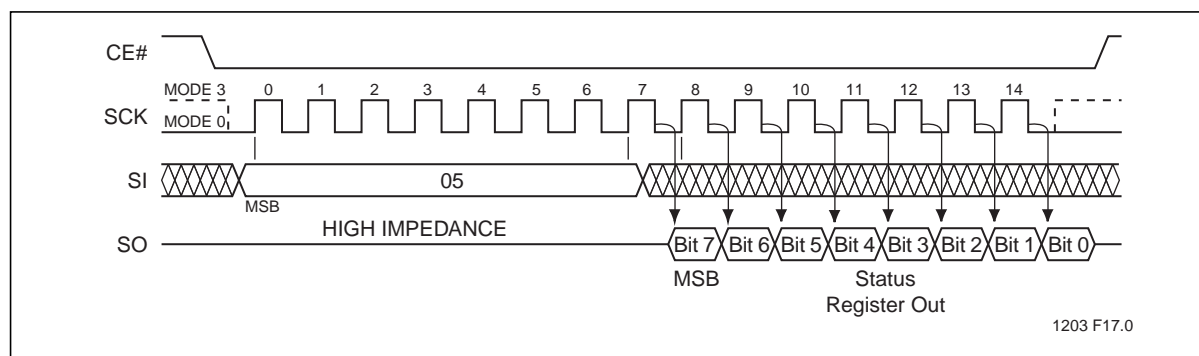 CE#
MODE 3 0 1 2 3 4 5 6 7 8 9 10 11 12 13 14
SCK
MODE 0
SI 05
MSB
HIGH IMPEDANCE
SO Bit 7 Bit 6 Bit 5 Bit 4 Bit 3 Bit 2 Bit 1 Bit 0
MSB Status
Register Out
1203 F17.0